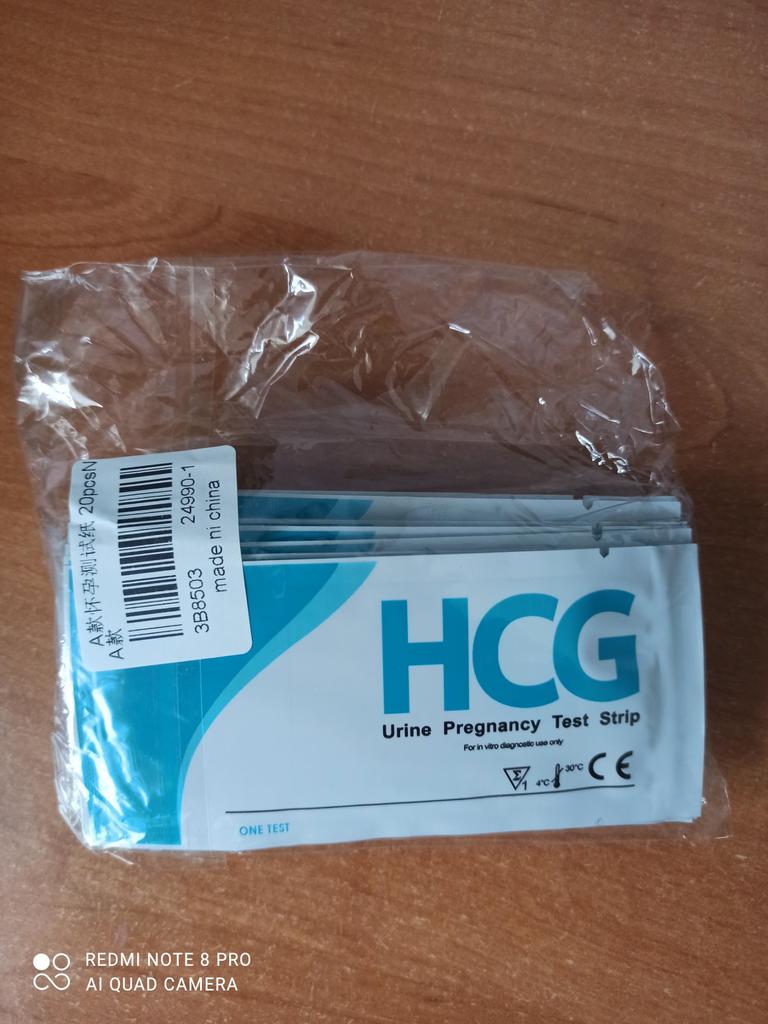 A款怀孕测试纸 20pcsN
A款
3B8503 24990-1
made ni china
HCG
Urine Pregnancy Test Strip
For in vitro diagnostic use only
Σ
1
4°C
30°C
CE
ONE TEST
REDMI NOTE 8 PRO
AI QUAD CAMERA